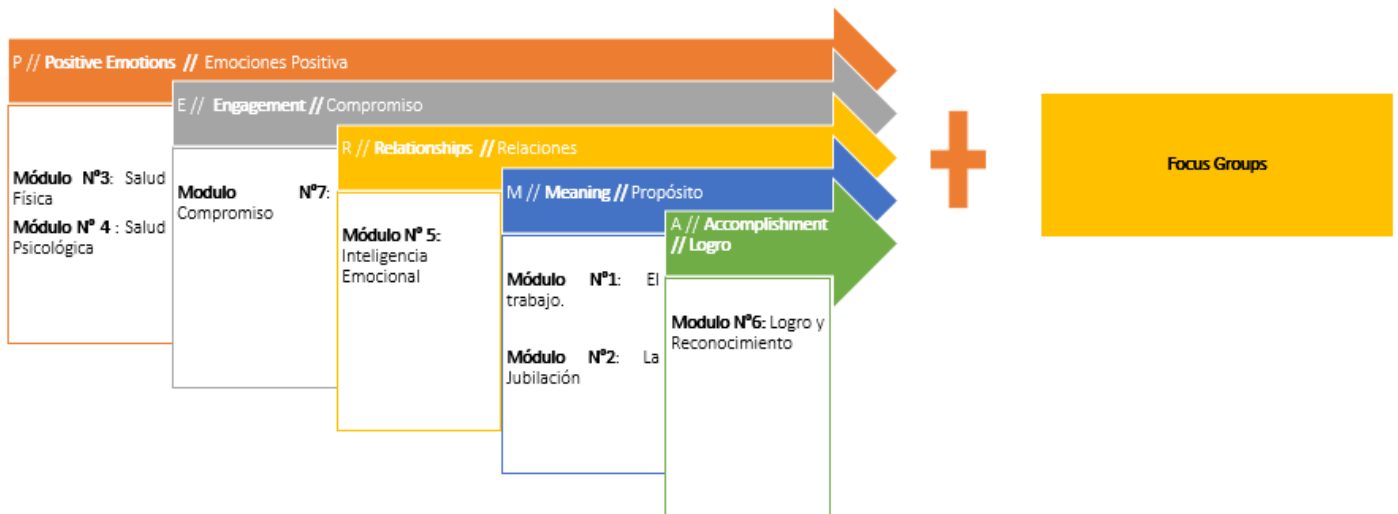 P // Positive Emotions // Emociones Positiva
E // Engagement // Compromiso
R // Relationships // Relaciones
M // Meaning // Propósito
A // Accomplishment
// Logro
Módulo Nº3: Salud
Física
Módulo Nº 4 : Salud
Psicológica
Modulo Nº7:
Compromiso
Módulo Nº 5:
Inteligencia
Emocional
Módulo Nº1: El
trabajo.
Módulo Nº2: La
Jubilación
Modulo Nº6: Logro y
Reconocimiento
Focus Groups